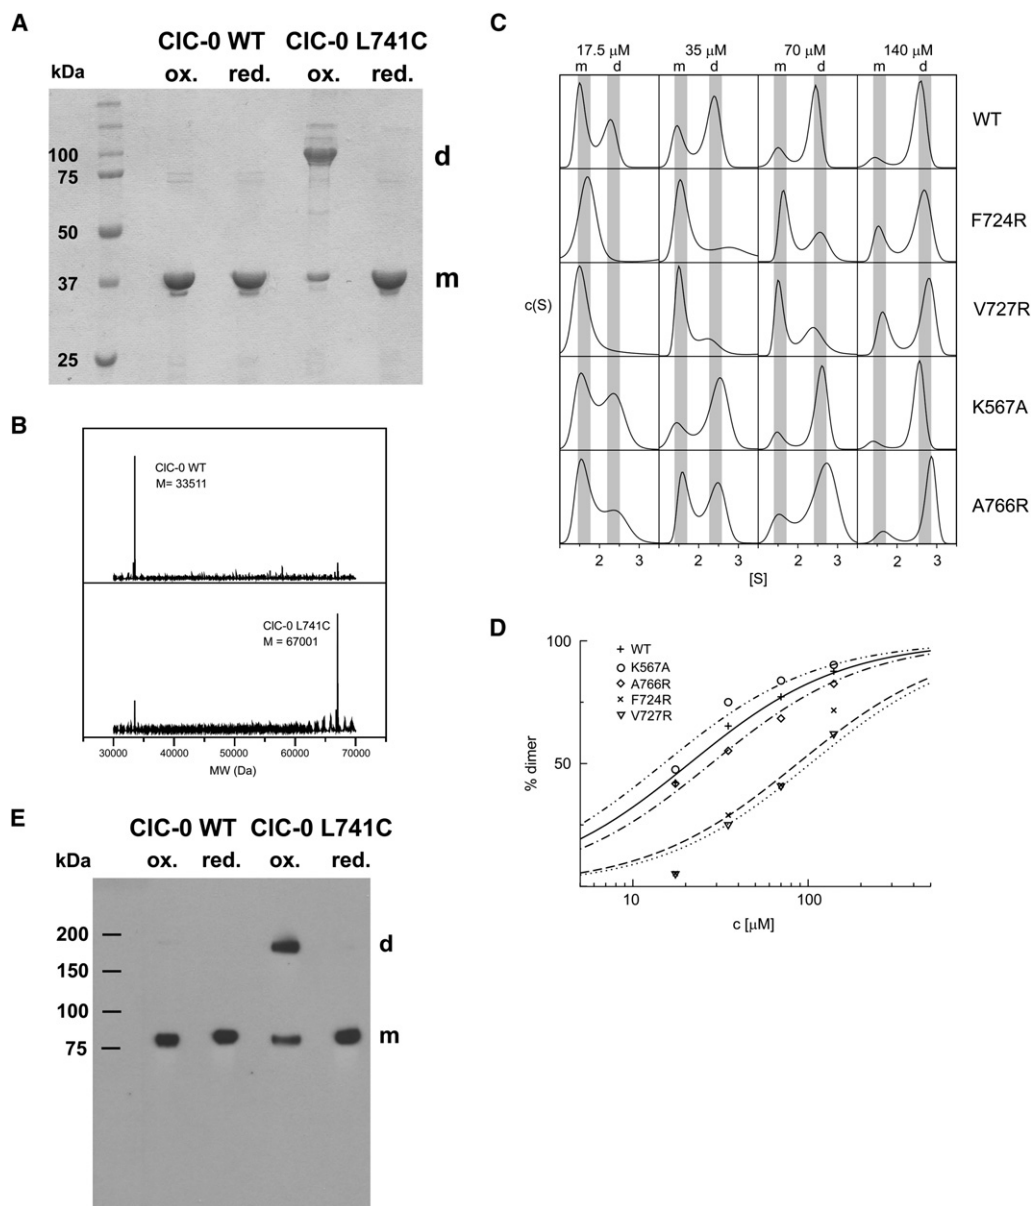 A
ClC-0 WT ClC-0 L741C
kDa ox. red. ox. red.
100
75
50
37
25
d
m
B
ClC-0 WT
M= 33511
ClC-0 L741C
M = 67001
30000 40000 50000 60000 70000
MW (Da)
C
17.5 μM 35 μM 70 μM 140 μM
m d m d m d m d
WT
F724R
V727R
K567A
A766R
c(S)
2 3 2 3 2 3 2 3
[S]
D
100
50
% dimer
WT
K567A
A766R
F724R
V727R
10 100
c [μM]
E
ClC-0 WT ClC-0 L741C
kDa ox. red. ox. red.
200
150
100
75
d
m